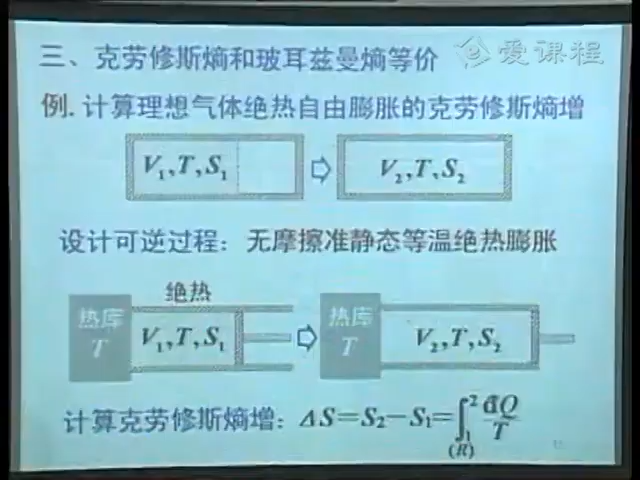 三、克劳修斯熵和玻耳兹曼熵等价
爱课程
例. 计算理想气体绝热自由膨胀的克劳修斯熵增
V₁,T,S₁ ⇨ V₂,T,S₂
设计可逆过程：无摩擦准静态等温绝热膨胀
绝热
热库 T V₁,T,S₁ ⇨ 热库 T V₂,T,S₂
计算克劳修斯熵增：ΔS=S₂−S₁=∫₁²(R) đQ/T